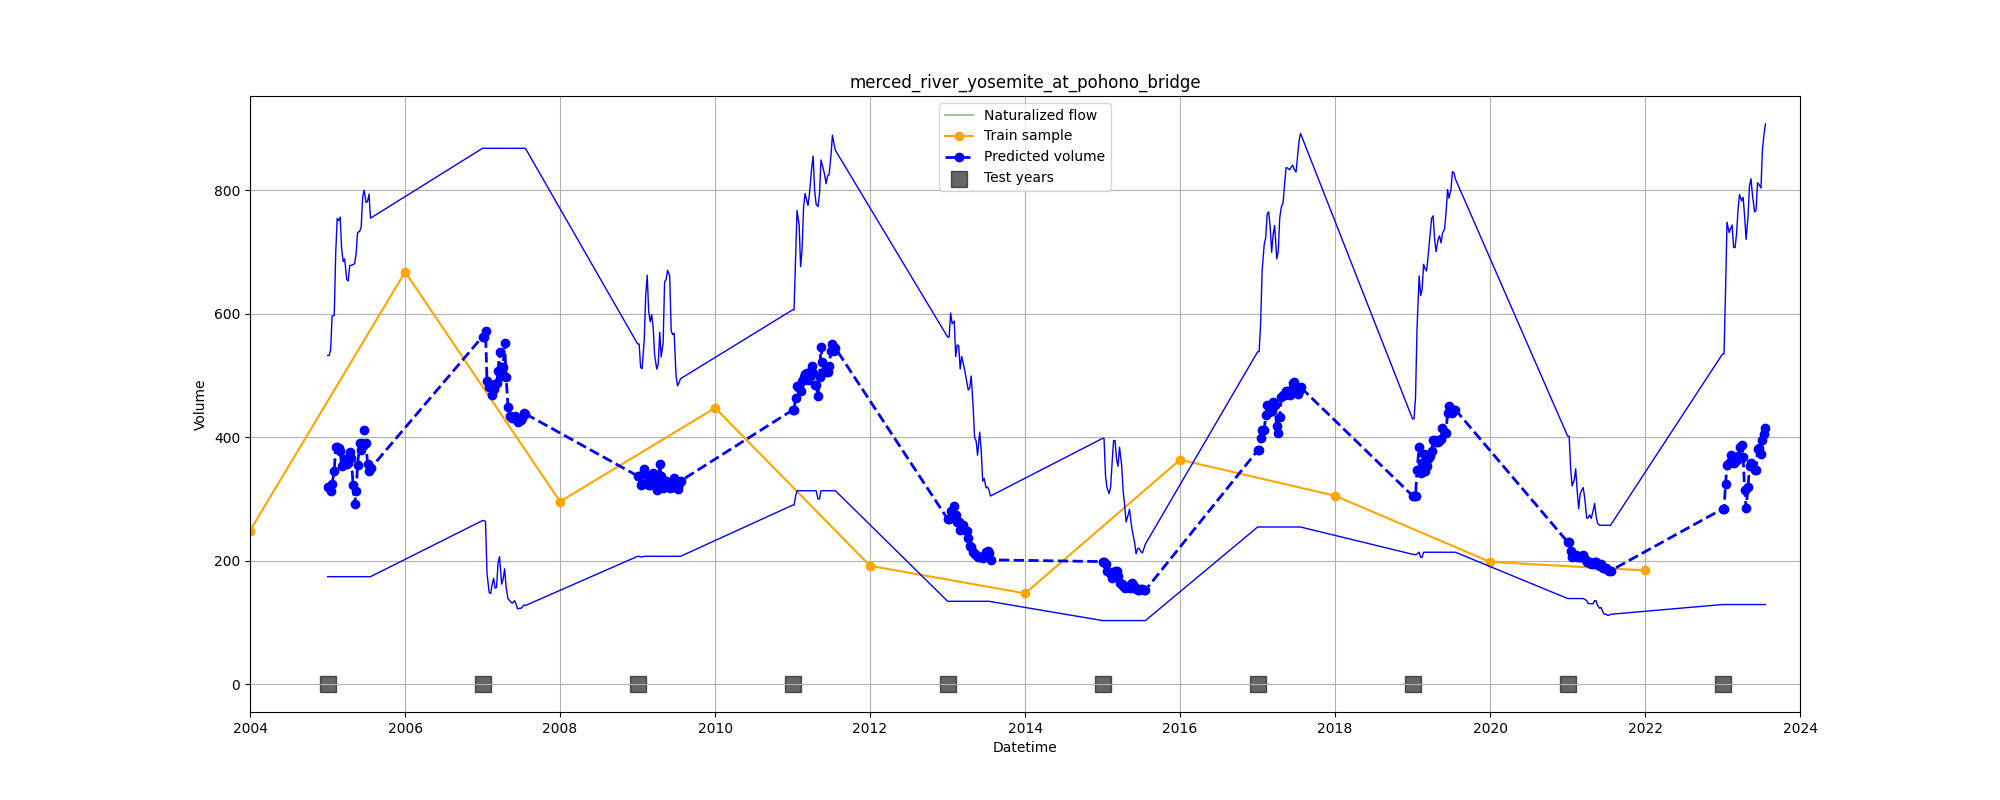 merced_river_yosemite_at_pohono_bridge
Naturalized flow
Train sample
Predicted volume
Test years
Volume
800
600
400
200
0
2004 2006 2008 2010 2012 2014 2016 2018 2020 2022 2024
Datetime